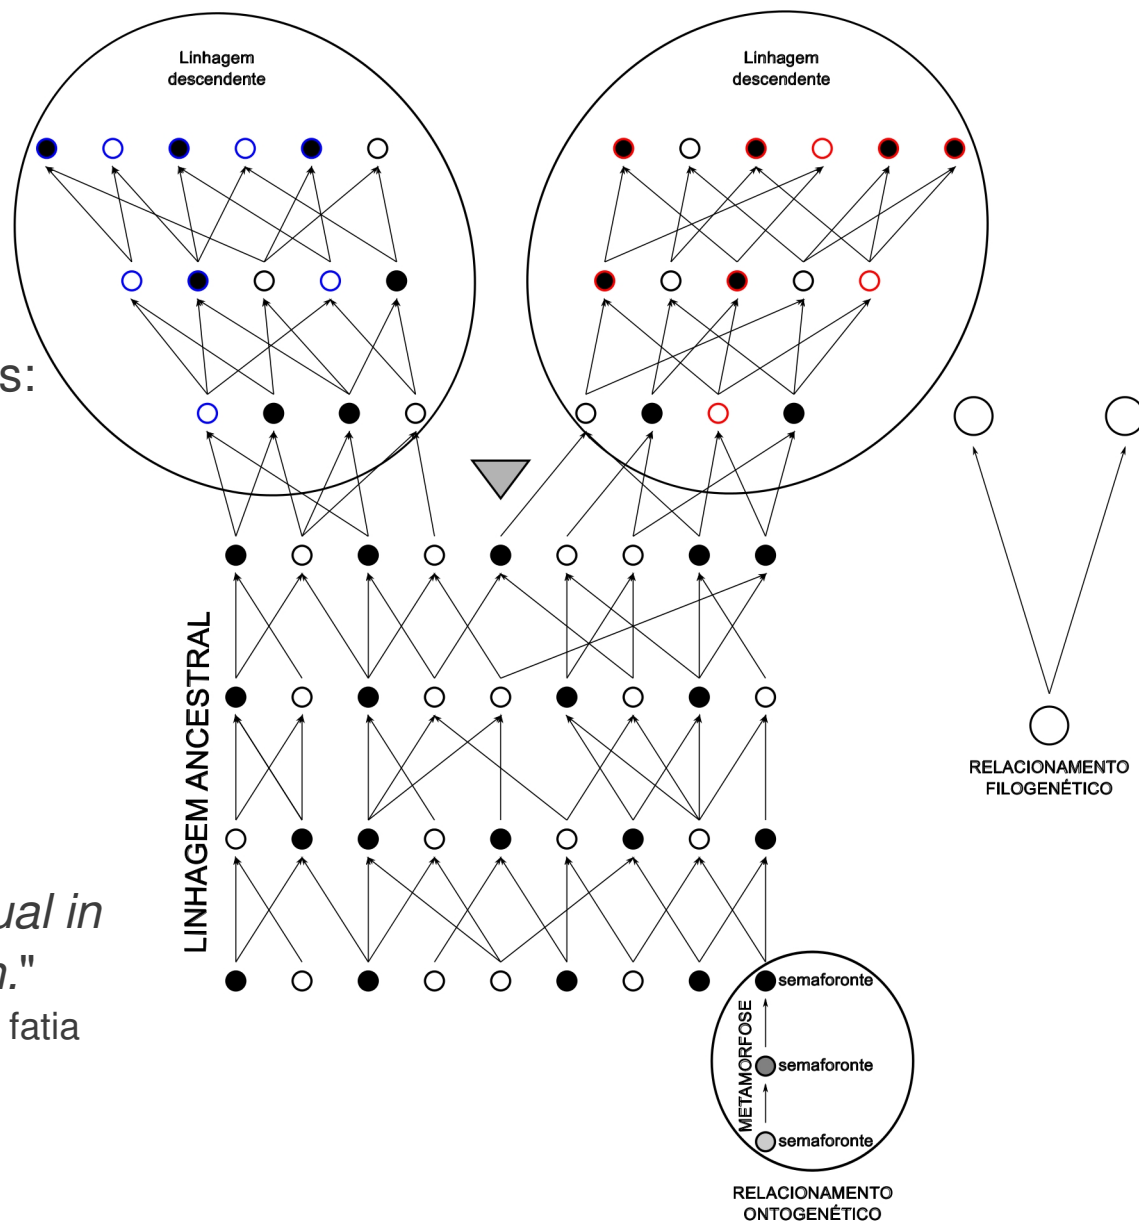 Linhagem
descendente
Linhagem
descendente
s:
LINHAGEM ANCESTRAL
RELACIONAMENTO
FILOGENÉTICO
ual in
n."
fatia
semaforonte
METAMORFOSE
semaforonte
semaforonte
RELACIONAMENTO
ONTOGENÉTICO